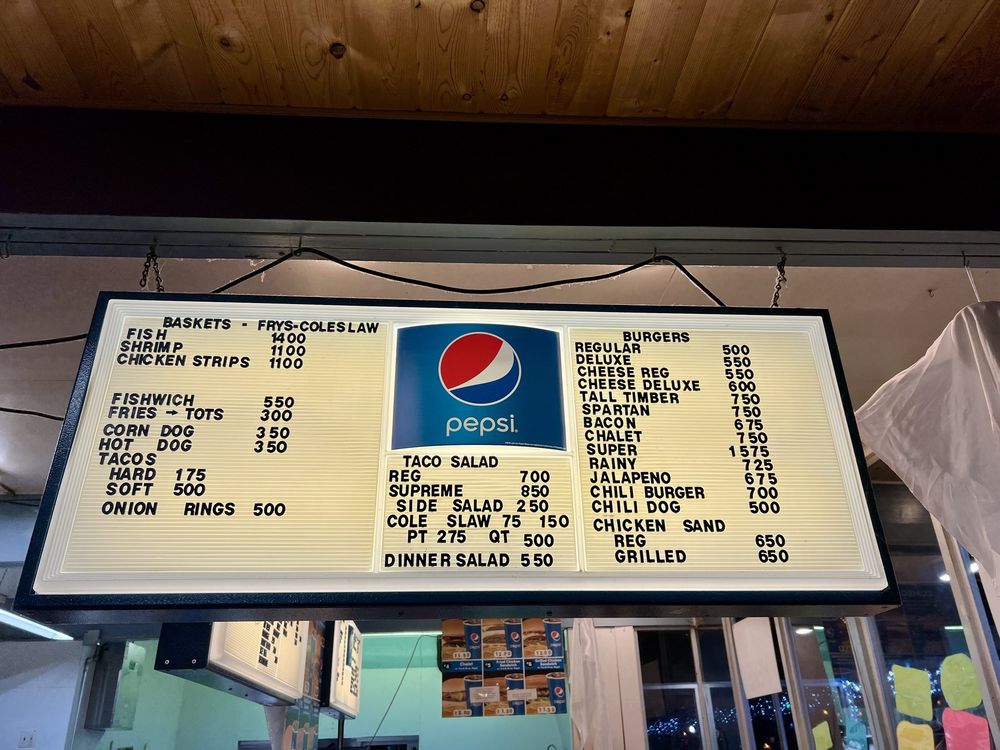 BASKETS - FRYS-COLESLAW
FISH 1400
SHRIMP 1100
CHICKEN STRIPS 1100
FISHWICH 550
FRIES → TOTS 300
CORN DOG 350
HOT DOG 350
TACOS
HARD 175
SOFT 500
ONION RINGS 500
pepsi
TACO SALAD
REG 700
SUPREME 850
SIDE SALAD 250
COLE SLAW 75 150
PT 275 QT 500
DINNER SALAD 550
BURGERS
REGULAR 500
DELUXE 550
CHEESE REG 550
CHEESE DELUXE 600
TALL TIMBER 750
SPARTAN 750
BACON 675
CHALET 750
SUPER 1575
RAINY 725
JALAPENO 675
CHILI BURGER 700
CHILI DOG 500
CHICKEN SAND
REG 650
GRILLED 650